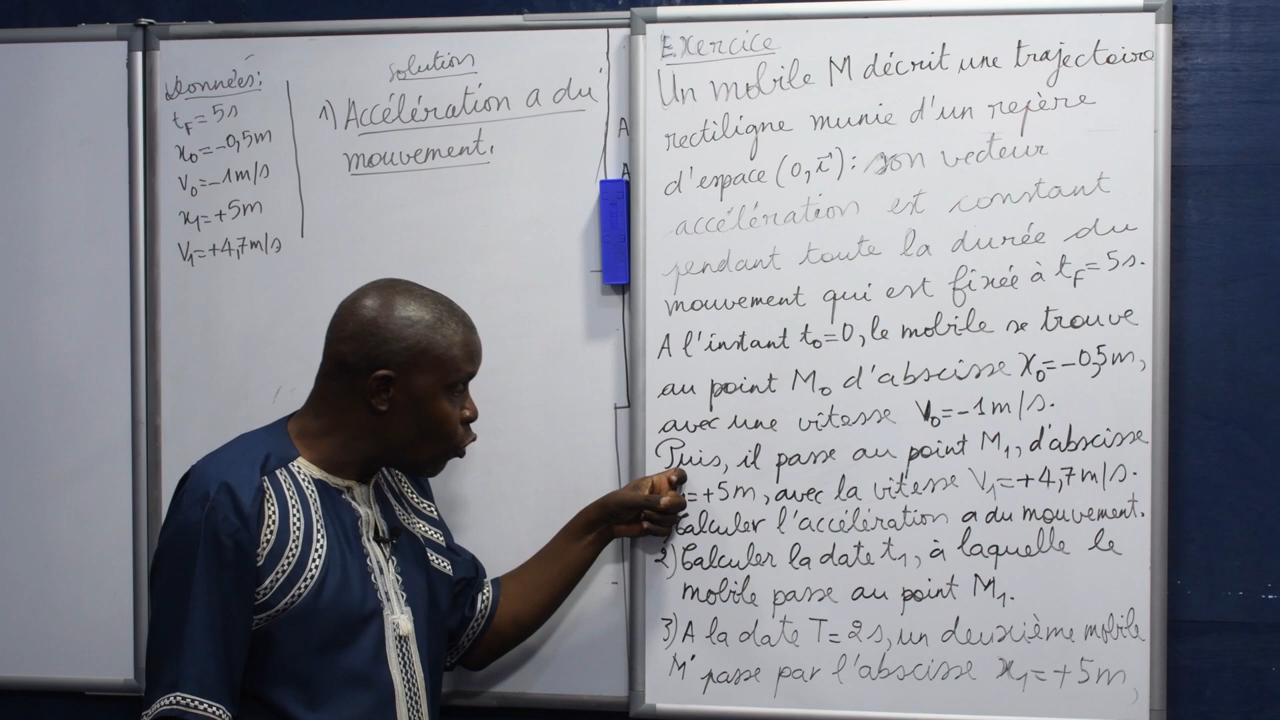 Données:
t_F = 5s
x₀ = -0,5m
V₀ = -1m/s
x₁ = +5m
V₁ = +4,7m/s
Solution
1) Accélération a du
mouvement.
A
A
Exercice
Un mobile M décrit une trajectoire
rectiligne munie d'un repère
d'espace (0, i⃗) : son vecteur
accélération est constant
pendant toute la durée du
mouvement qui est fixée à t_F = 5s.
A l'instant t₀ = 0, le mobile se trouve
au point M₀ d'abscisse x₀ = -0,5m,
avec une vitesse V₀ = -1m/s.
Puis, il passe au point M₁, d'abscisse
= +5m, avec la vitesse V₁ = +4,7m/s.
Calculer l'accélération a du mouvement.
2) Calculer la date t₁, à laquelle le
mobile passe au point M₁.
3) A la date T = 2s, un deuxième mobile
M' passe par l'abscisse x₁ = +5m,